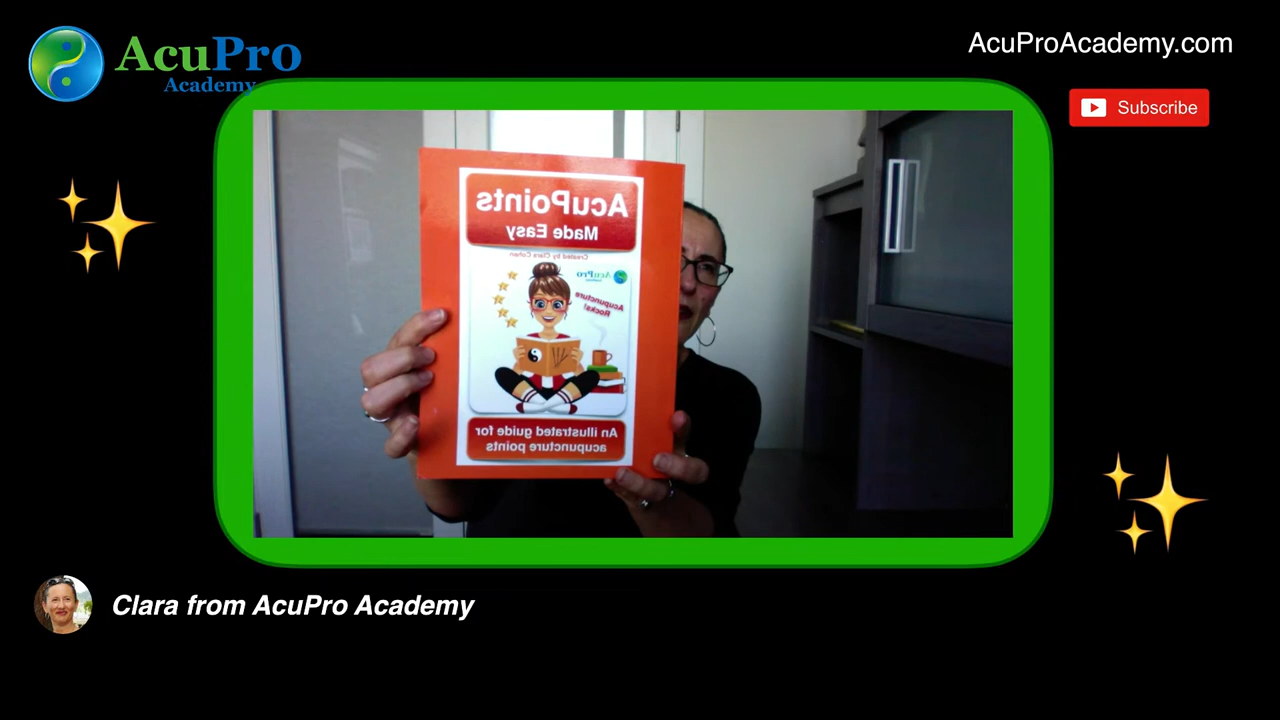 AcuPro
Academy
AcuProAcademy.com
Subscribe
AcuPoints
Made Easy
Created by Clara Cohen
AcuPro
Acupuncture
Rocks!
An illustrated guide for
acupuncture points
Clara from AcuPro Academy